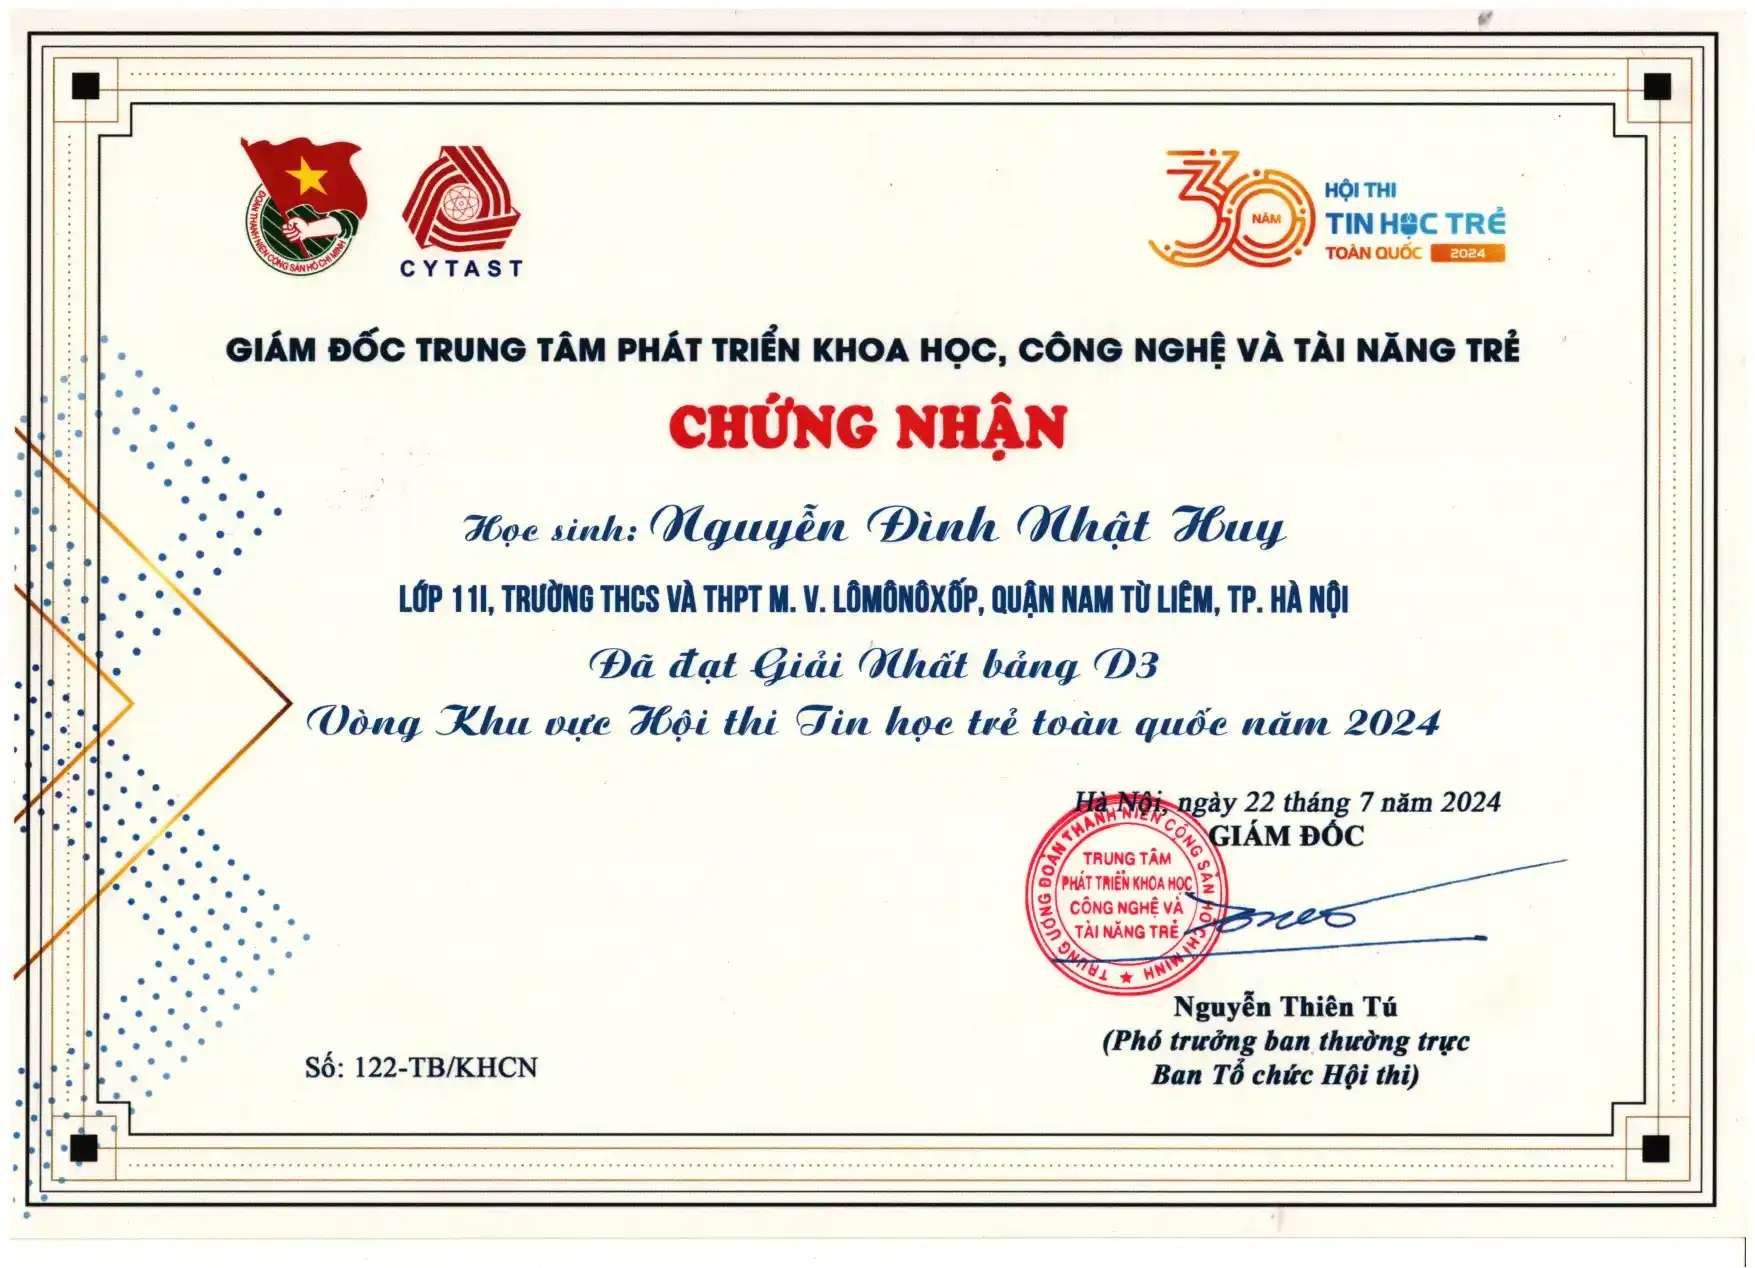 ĐOÀN THANH NIÊN CỘNG SẢN HỒ CHÍ MINH
CYTAST
30 NĂM
HỘI THI
TIN HỌC TRẺ
TOÀN QUỐC 2024
GIÁM ĐỐC TRUNG TÂM PHÁT TRIỂN KHOA HỌC, CÔNG NGHỆ VÀ TÀI NĂNG TRẺ
CHỨNG NHẬN
Học sinh: Nguyễn Đình Nhật Huy
LỚP 11I, TRƯỜNG THCS VÀ THPT M. V. LÔMÔNÔXỐP, QUẬN NAM TỪ LIÊM, TP. HÀ NỘI
Đã đạt Giải Nhất bảng D3
Vòng Khu vực Hội thi Tin học trẻ toàn quốc năm 2024
Hà Nội, ngày 22 tháng 7 năm 2024
GIÁM ĐỐC
TRUNG ƯƠNG ĐOÀN THANH NIÊN CỘNG SẢN HỒ CHÍ MINH
TRUNG TÂM
PHÁT TRIỂN KHOA HỌC
CÔNG NGHỆ VÀ
TÀI NĂNG TRẺ
Nguyễn Thiên Tú
(Phó trưởng ban thường trực
Ban Tổ chức Hội thi)
Số: 122-TB/KHCN